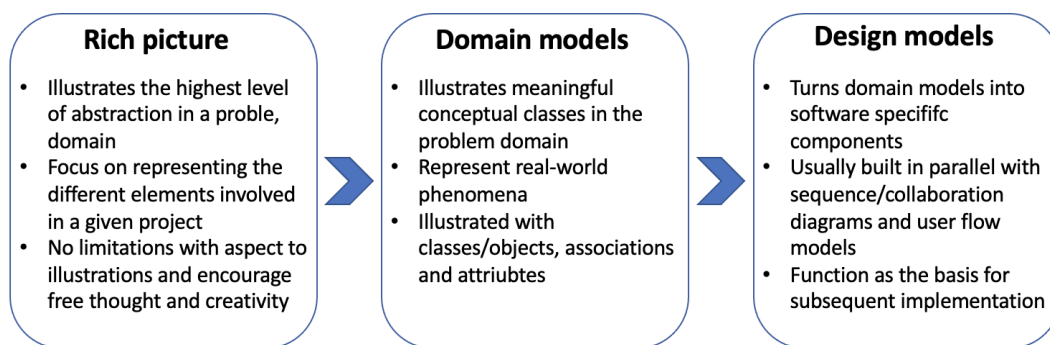 Rich picture
• Illustrates the highest level
of abstraction in a proble,
domain
• Focus on representing the
different elements involved
in a given project
• No limitations with aspect to
illustrations and encourage
free thought and creativity
Domain models
• Illustrates meaningful
conceptual classes in the
problem domain
• Represent real-world
phenomena
• Illustrated with
classes/objects, associations
and attriubtes
Design models
• Turns domain models into
software specififc
components
• Usually built in parallel with
sequence/collaboration
diagrams and user flow
models
• Function as the basis for
subsequent implementation